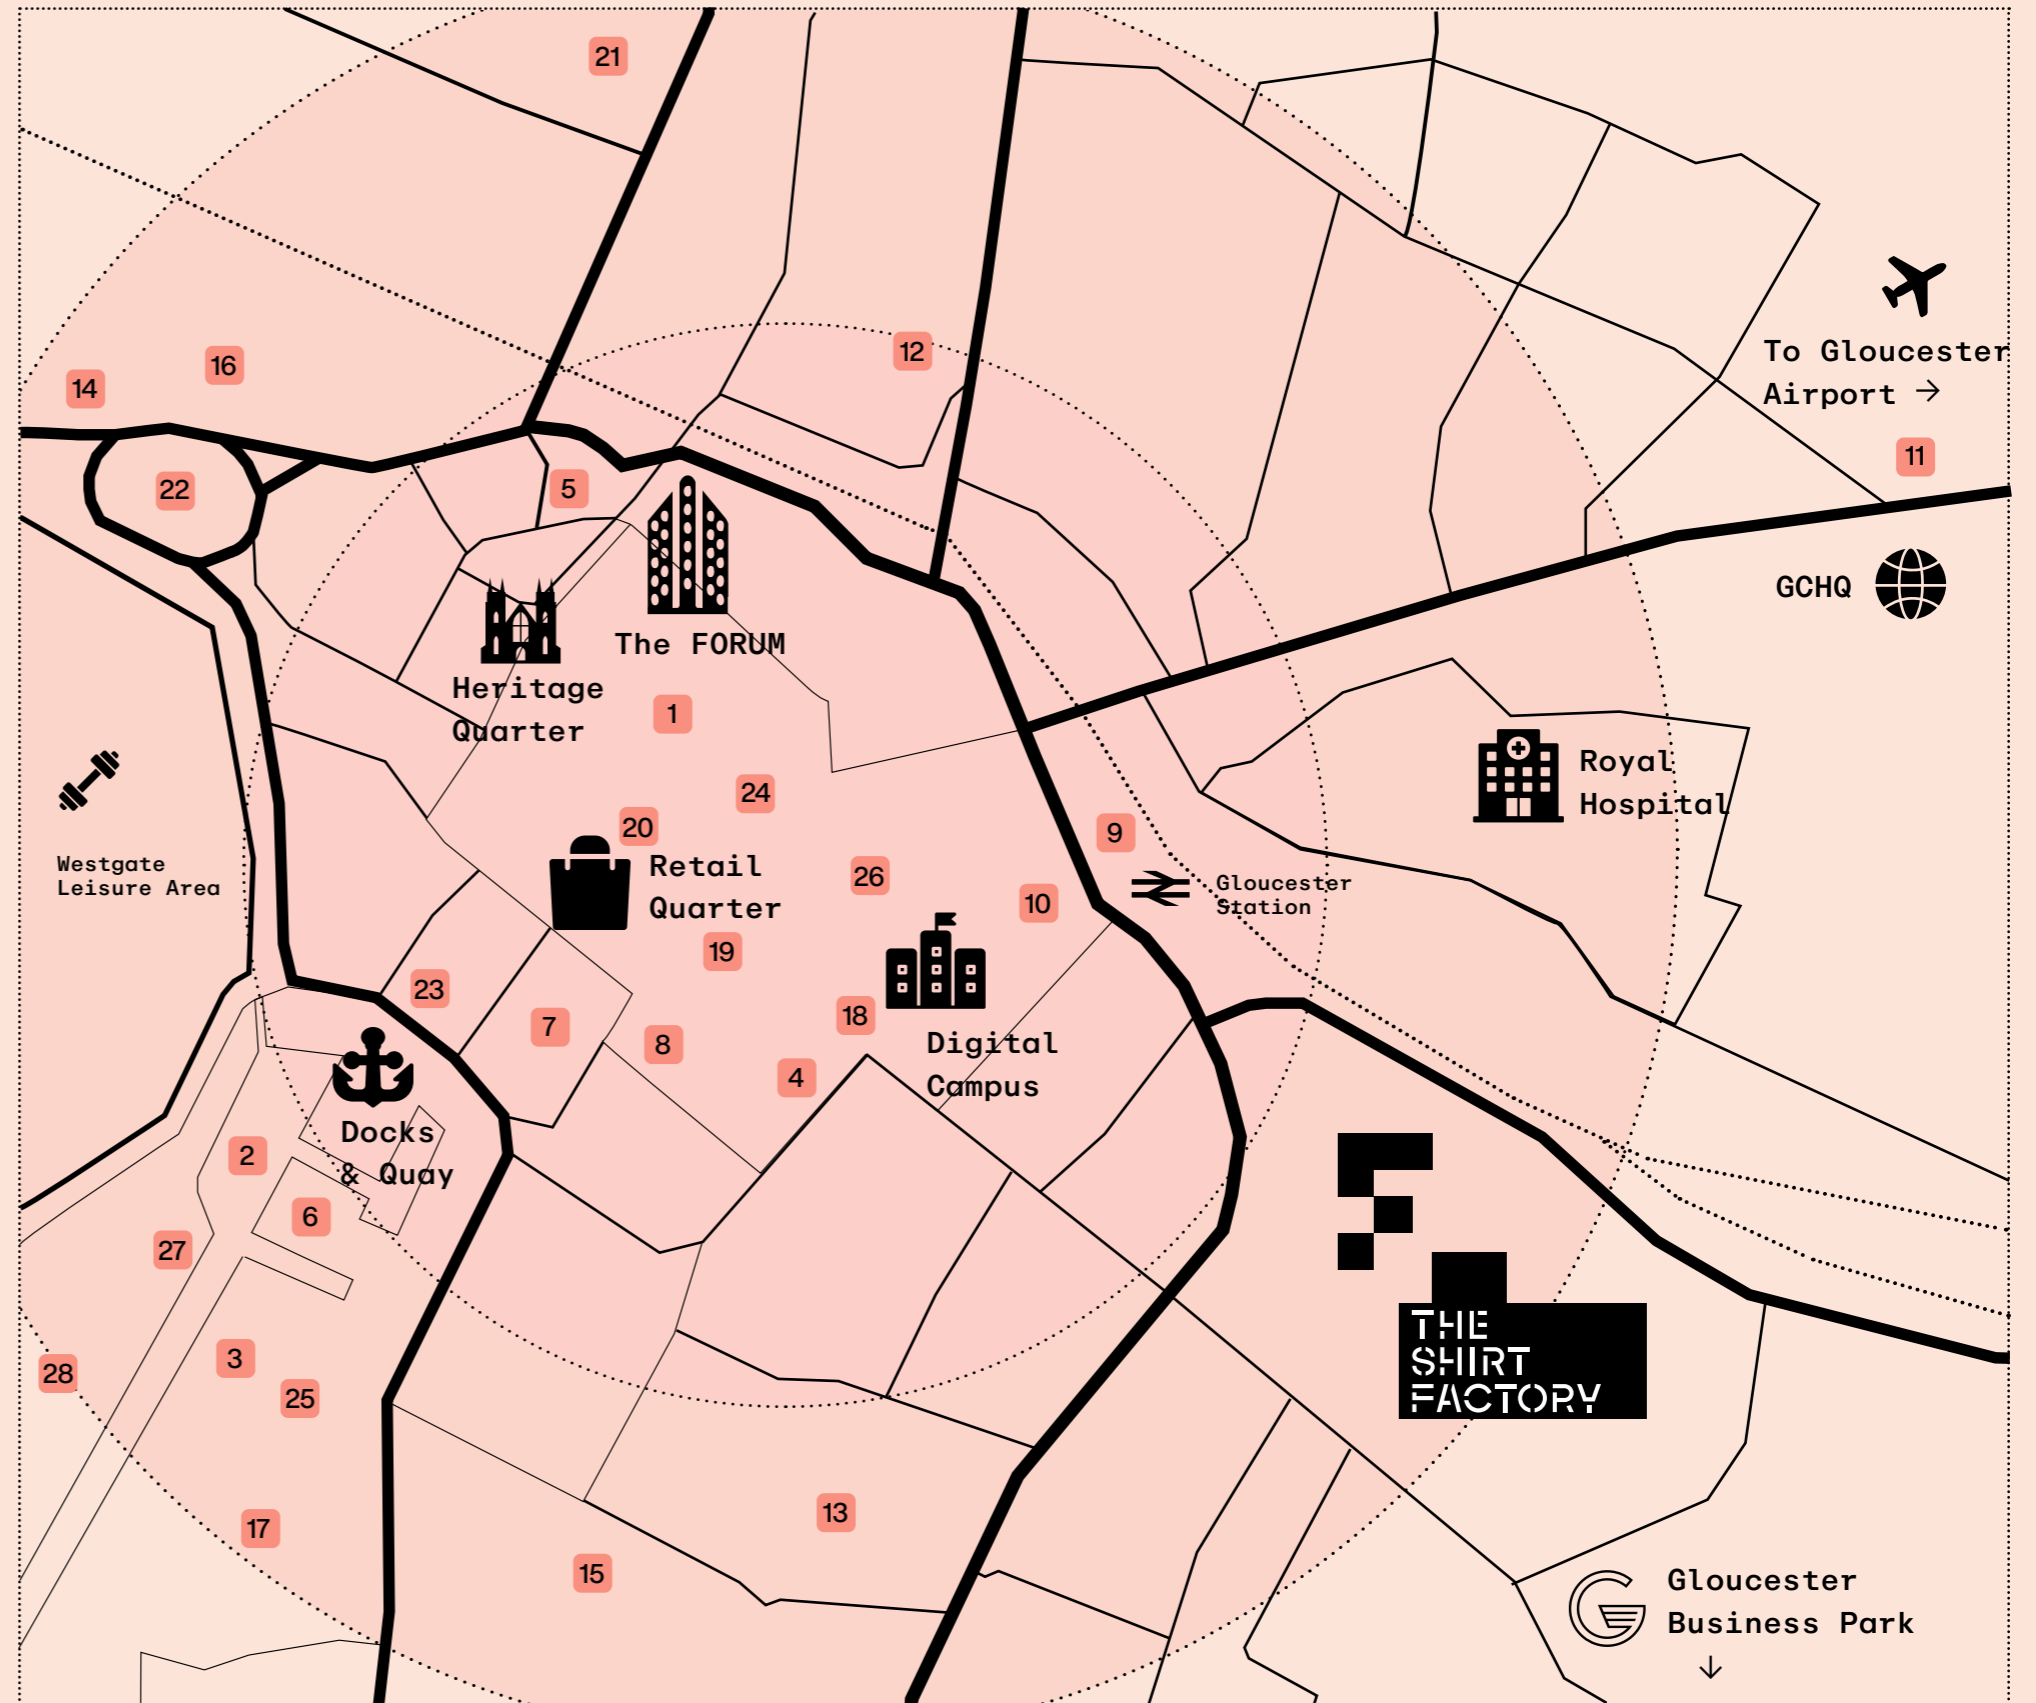 21
12
16
14
To Gloucester
Airport →
11
22
5
GCHQ
The FORUM
Heritage
Quarter
1
Royal
Hospital
24
20
9
Westgate
Leisure Area
Retail
Quarter
26
Gloucester
Station
10
19
23
18
7
8
Digital
Campus
4
Docks
& Quay
2
6
27
THE
SHIRT
FACTORY
3
28
25
13
17
15
Gloucester
Business Park
↓